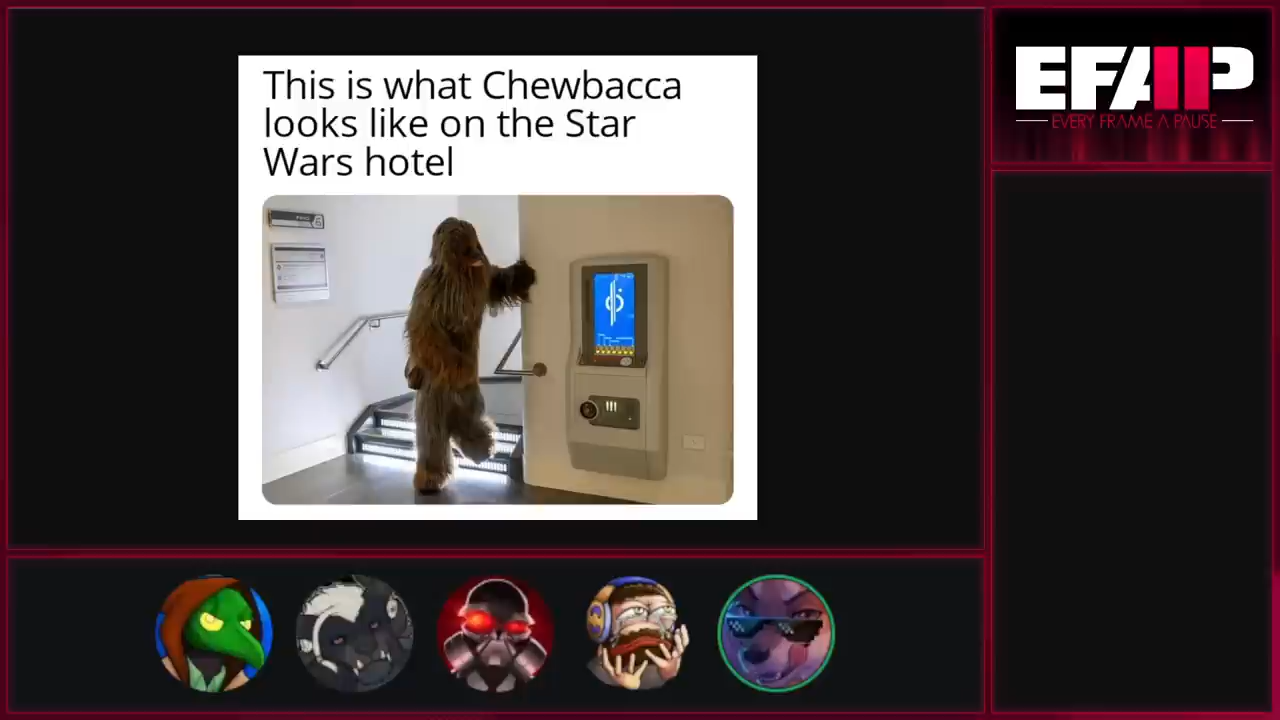 This is what Chewbacca
looks like on the Star
Wars hotel
EFAP
EVERY FRAME A PAUSE